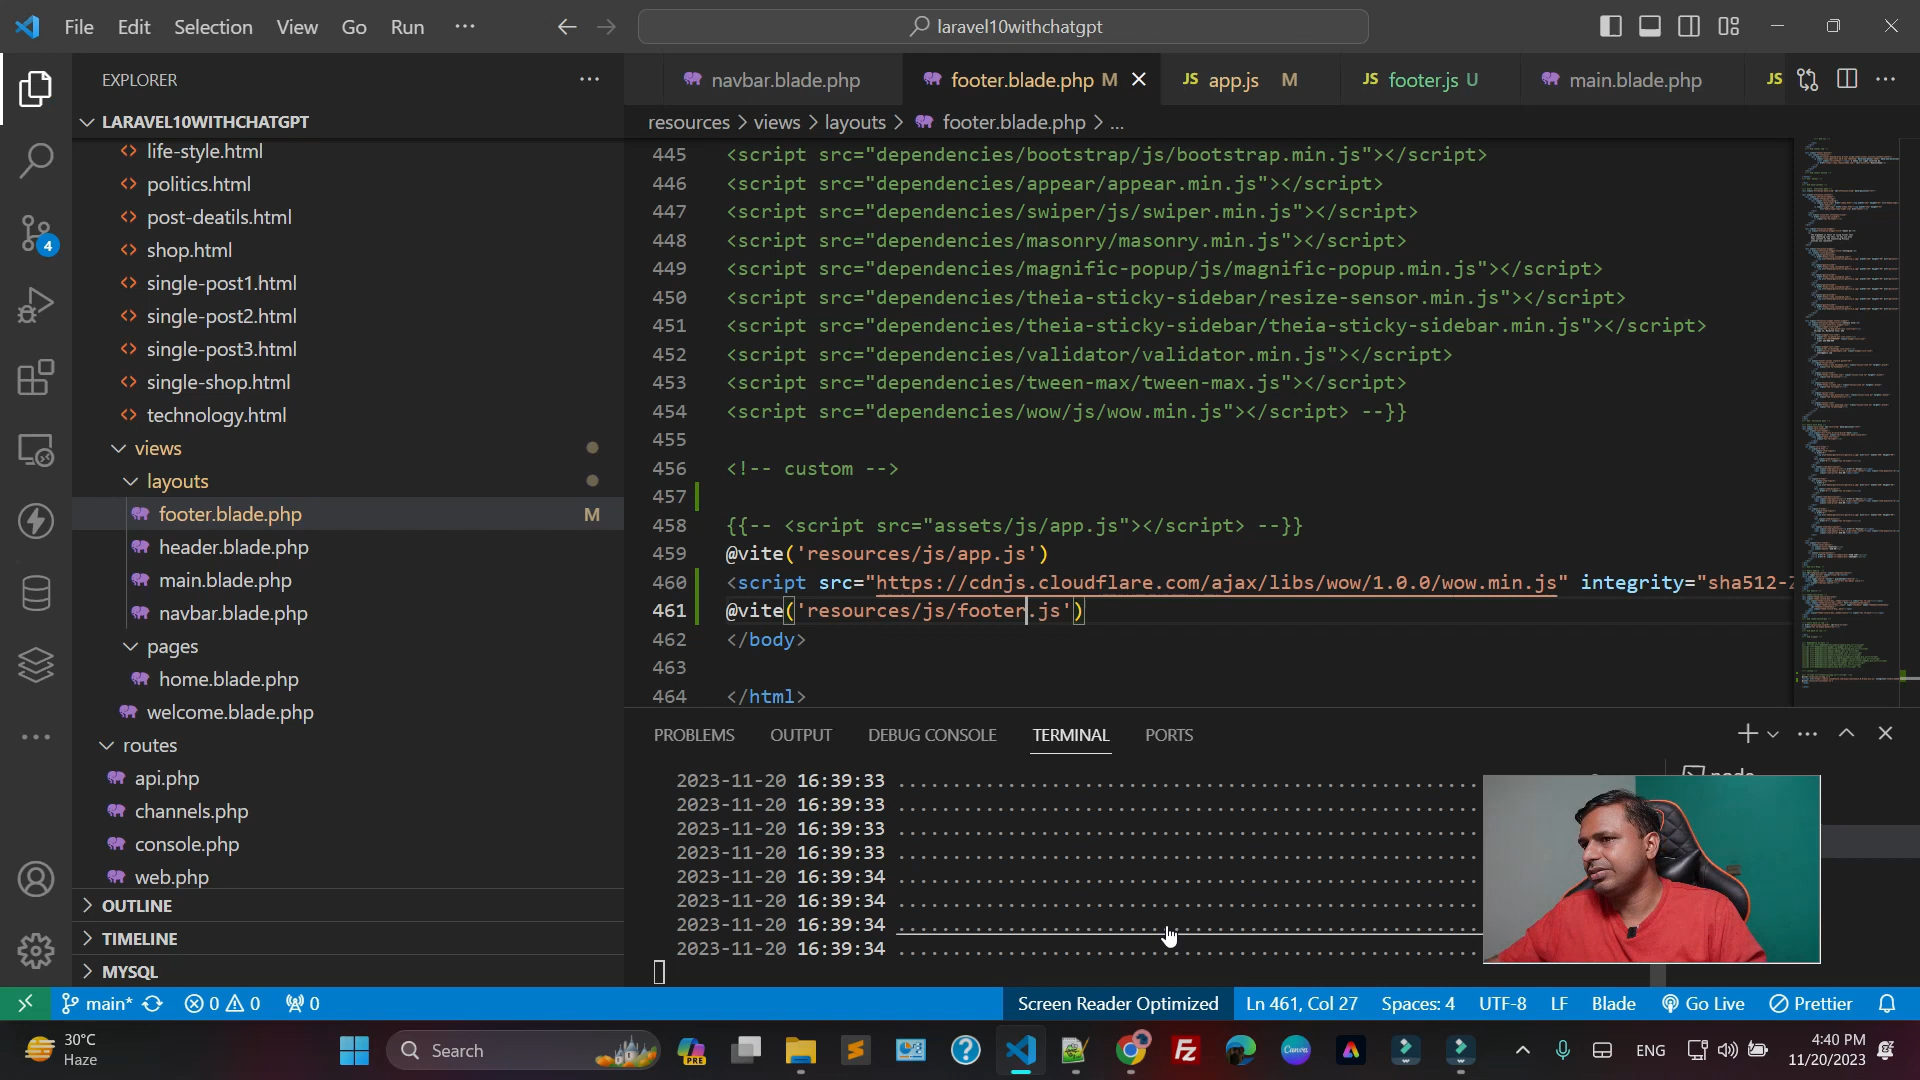 File Edit Selection View Go Run ··· laravel10withchatgpt
EXPLORER ···
navbar.blade.php footer.blade.php M app.js M footer.js U main.blade.php JS ···
LARAVEL10WITHCHATGPT
resources > views > layouts > footer.blade.php > ...
life-style.html
politics.html
post-deatils.html
shop.html
single-post1.html
single-post2.html
single-post3.html
single-shop.html
technology.html
views
layouts
footer.blade.php M
header.blade.php
main.blade.php
navbar.blade.php
pages
home.blade.php
welcome.blade.php
routes
api.php
channels.php
console.php
web.php
OUTLINE
TIMELINE
MYSQL
4
445 <script src="dependencies/bootstrap/js/bootstrap.min.js"></script>
446 <script src="dependencies/appear/appear.min.js"></script>
447 <script src="dependencies/swiper/js/swiper.min.js"></script>
448 <script src="dependencies/masonry/masonry.min.js"></script>
449 <script src="dependencies/magnific-popup/js/magnific-popup.min.js"></script>
450 <script src="dependencies/theia-sticky-sidebar/resize-sensor.min.js"></script>
451 <script src="dependencies/theia-sticky-sidebar/theia-sticky-sidebar.min.js"></script>
452 <script src="dependencies/validator/validator.min.js"></script>
453 <script src="dependencies/tween-max/tween-max.js"></script>
454 <script src="dependencies/wow/js/wow.min.js"></script> --}}
455
456 <!-- custom -->
457
458 {{-- <script src="assets/js/app.js"></script> --}}
459 @vite('resources/js/app.js')
460 <script src="https://cdnjs.cloudflare.com/ajax/libs/wow/1.0.0/wow.min.js" integrity="sha512-
461 @vite('resources/js/footer.js')
462 </body>
463
464 </html>
PROBLEMS OUTPUT DEBUG CONSOLE TERMINAL PORTS
2023-11-20 16:39:33 ................................................
2023-11-20 16:39:33 ................................................
2023-11-20 16:39:33 ................................................
2023-11-20 16:39:33 ................................................
2023-11-20 16:39:34 ................................................
2023-11-20 16:39:34 ................................................
2023-11-20 16:39:34 ................................................
2023-11-20 16:39:34 ................................................
main* 0 0 0 Screen Reader Optimized Ln 461, Col 27 Spaces: 4 UTF-8 LF Blade Go Live Prettier
30°C
Haze
Search
PRE
Canva
ENG
4:40 PM
11/20/2023